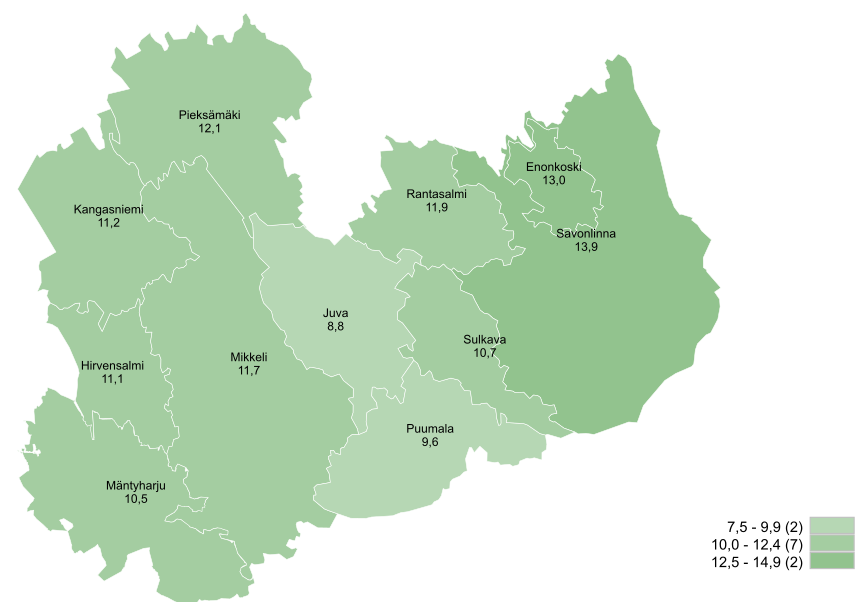 Pieksämäki
12,1
Enonkoski
13,0
Rantasalmi
11,9
Kangasniemi
11,2
Savonlinna
13,9
Juva
8,8
Sulkava
10,7
Mikkeli
11,7
Hirvensalmi
11,1
Puumala
9,6
Mäntyharju
10,5
7,5 - 9,9 (2)
10,0 - 12,4 (7)
12,5 - 14,9 (2)